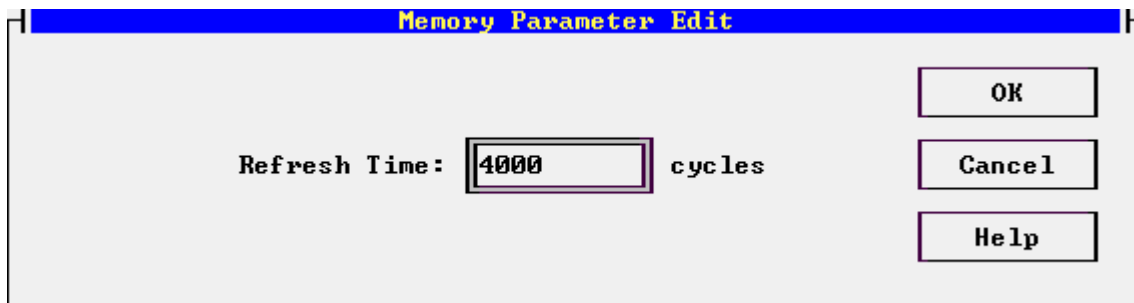 Memory Parameter Edit
OK
Refresh Time: 4000 cycles
Cancel
Help